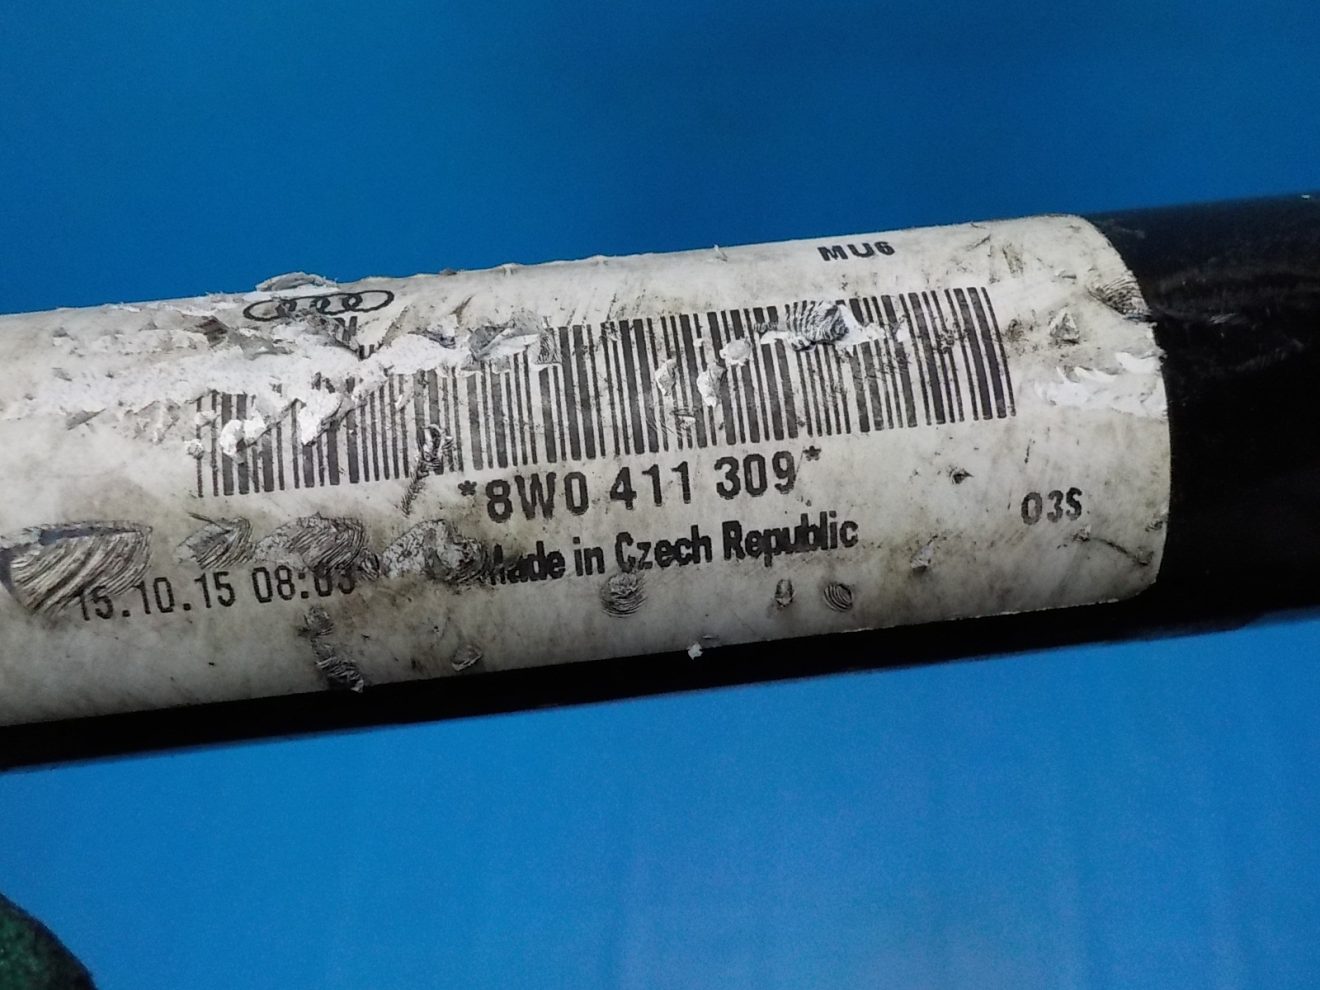 MU6
*8W0 411 309*
03S
Made in Czech Republic
15.10.15 08:03